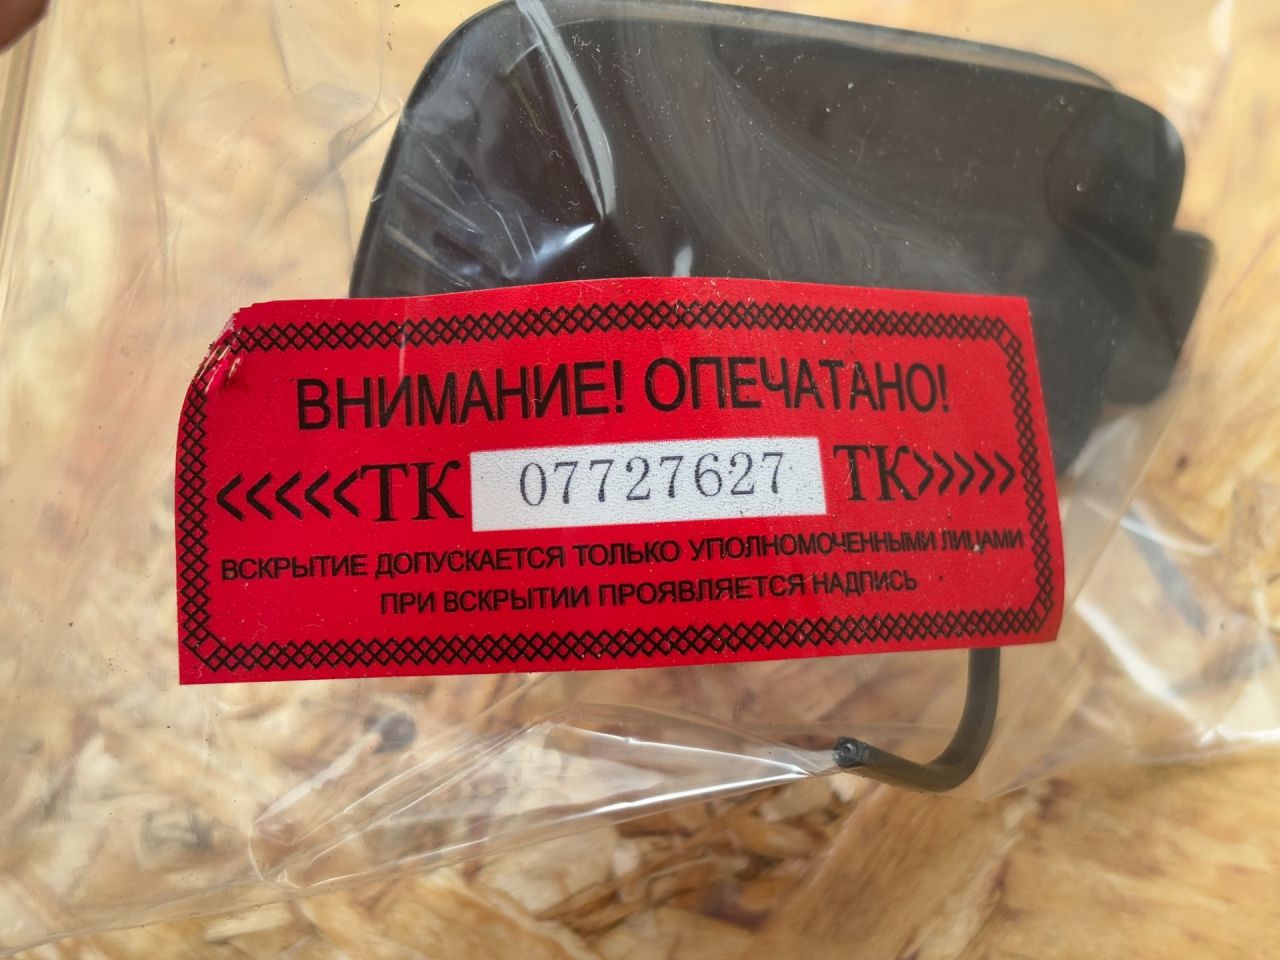 ВНИМАНИЕ! ОПЕЧАТАНО!
<<<<<ТК 07727627 ТК>>>>>
ВСКРЫТИЕ ДОПУСКАЕТСЯ ТОЛЬКО УПОЛНОМОЧЕННЫМИ ЛИЦАМИ
ПРИ ВСКРЫТИИ ПРОЯВЛЯЕТСЯ НАДПИСЬ